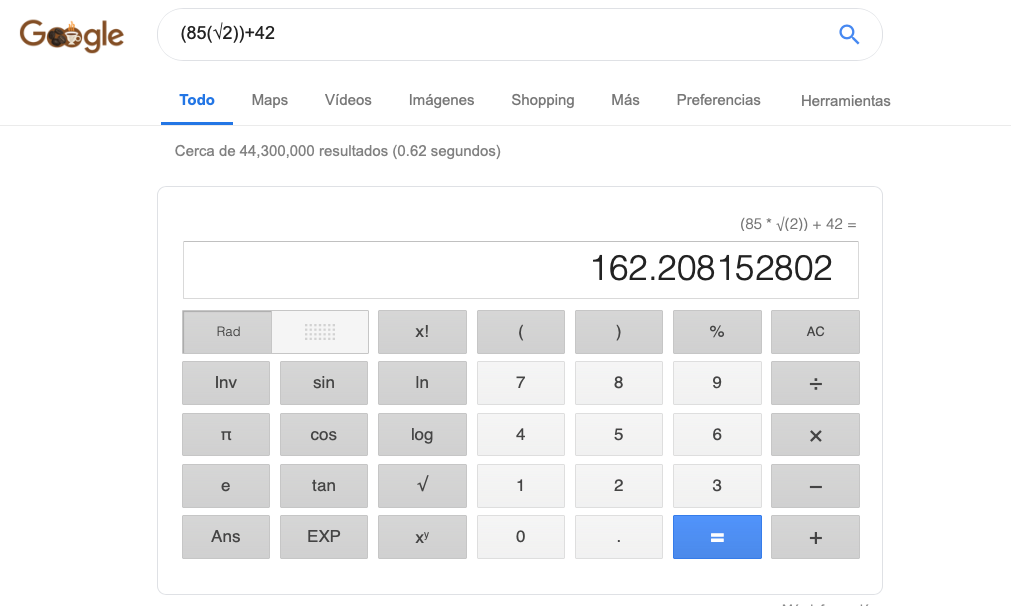 Google
(85(√2))+42
Todo Maps Vídeos Imágenes Shopping Más Preferencias Herramientas
Cerca de 44,300,000 resultados (0.62 segundos)
(85 * √(2)) + 42 =
162.208152802
Rad x! ( ) % AC
Inv sin ln 7 8 9 ÷
π cos log 4 5 6 ×
e tan √ 1 2 3 −
Ans EXP xʸ 0 . = +